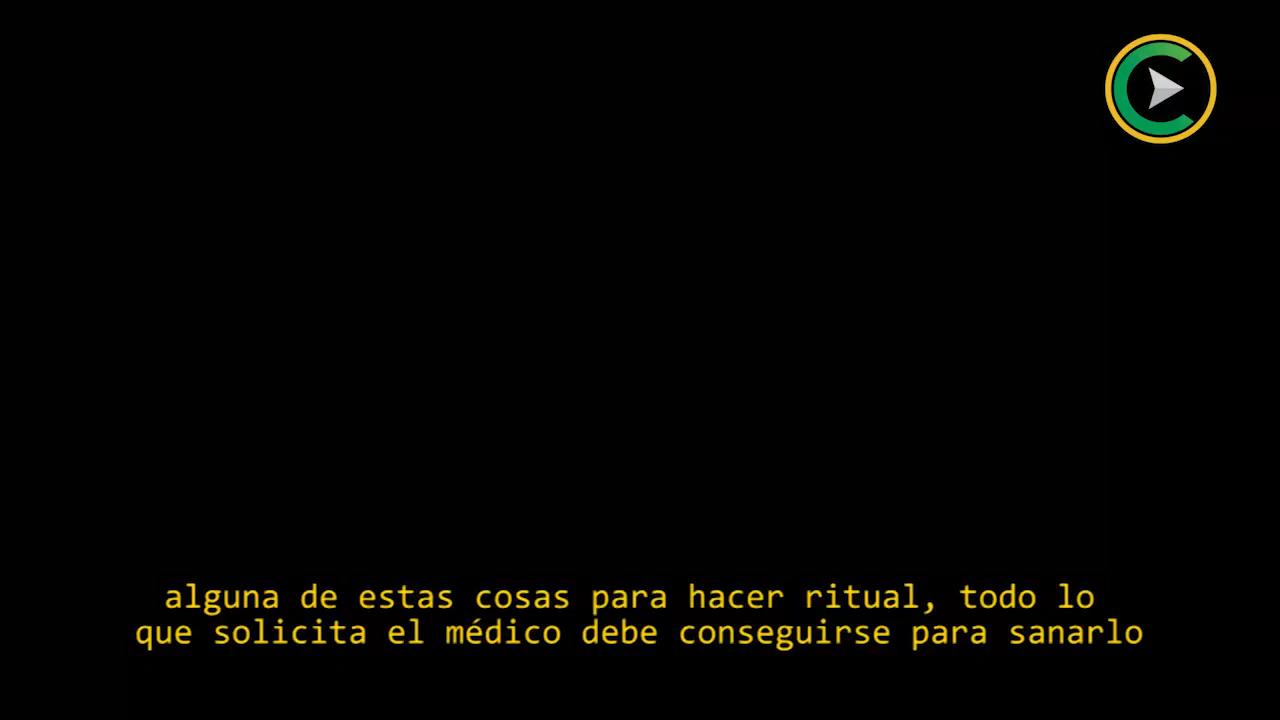 alguna de estas cosas para hacer ritual, todo lo
que solicita el médico debe conseguirse para sanarlo